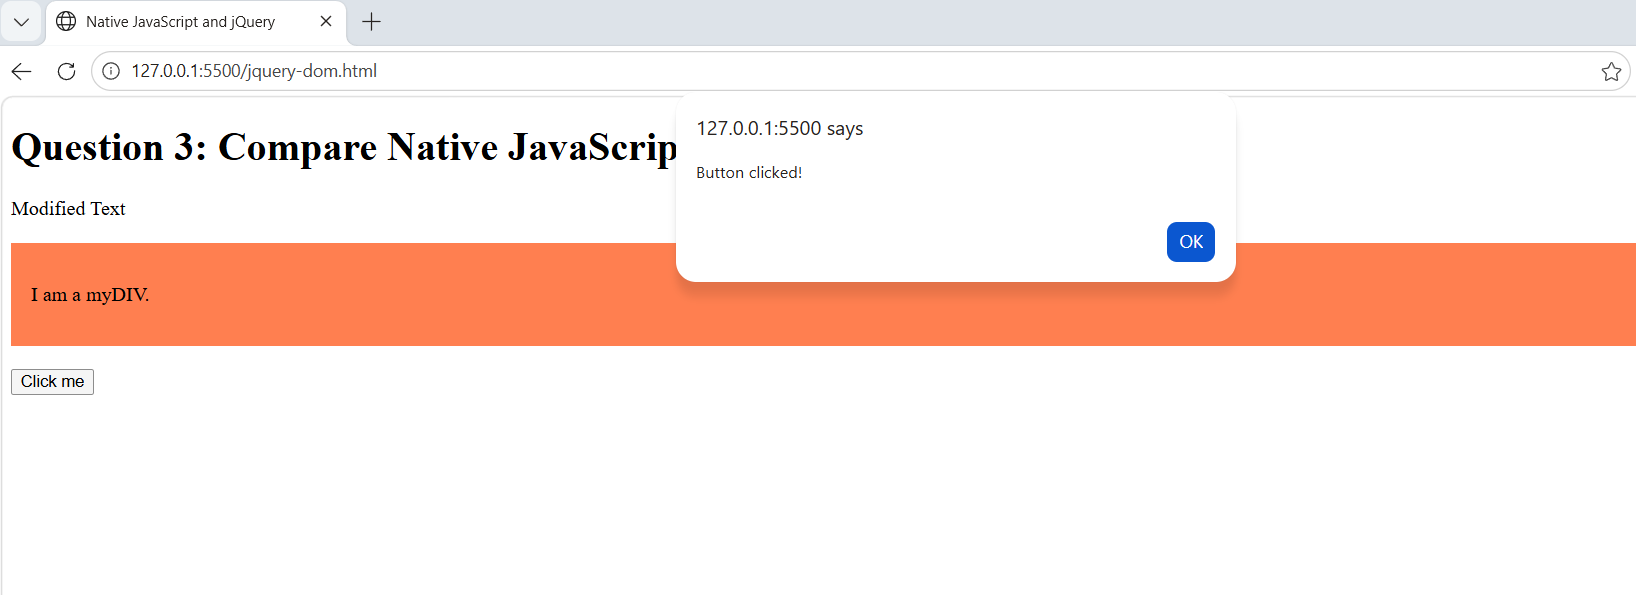 Native JavaScript and jQuery
127.0.0.1:5500/jquery-dom.html
127.0.0.1:5500 says
Button clicked!
OK
Question 3: Compare Native JavaScrip
Modified Text
I am a myDIV.
Click me